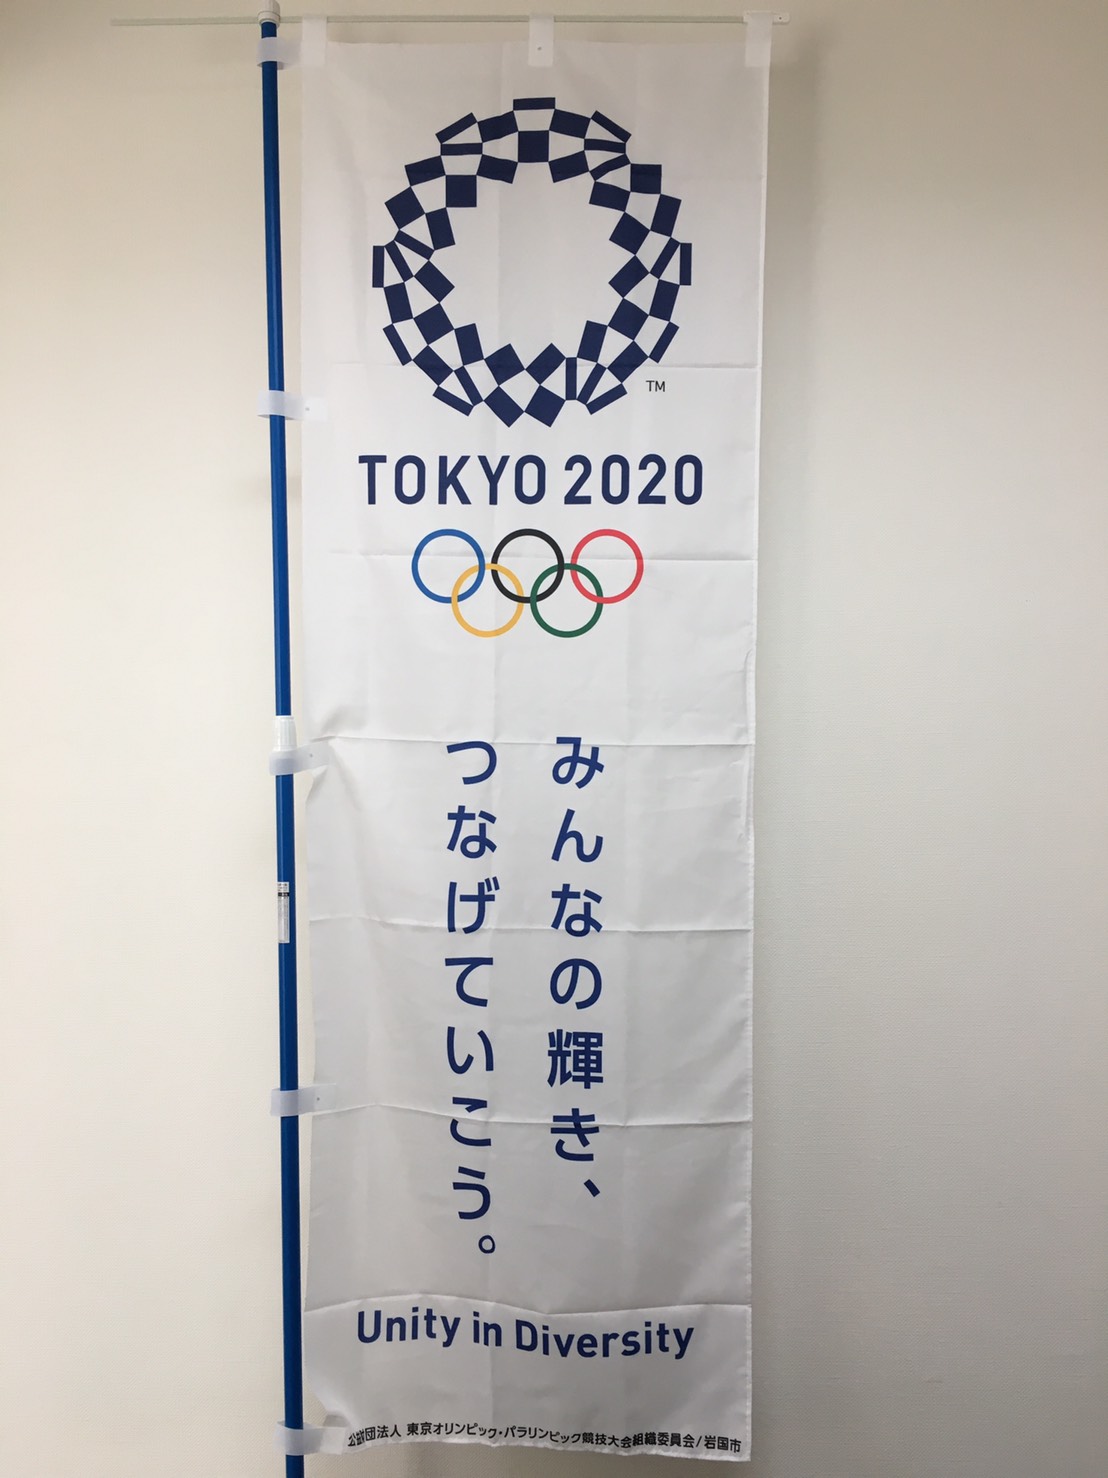 TM
TOKYO 2020
みんなの輝き、
つなげていこう。
Unity in Diversity
公益財団法人 東京オリンピック・パラリンピック競技大会組織委員会/岩国市